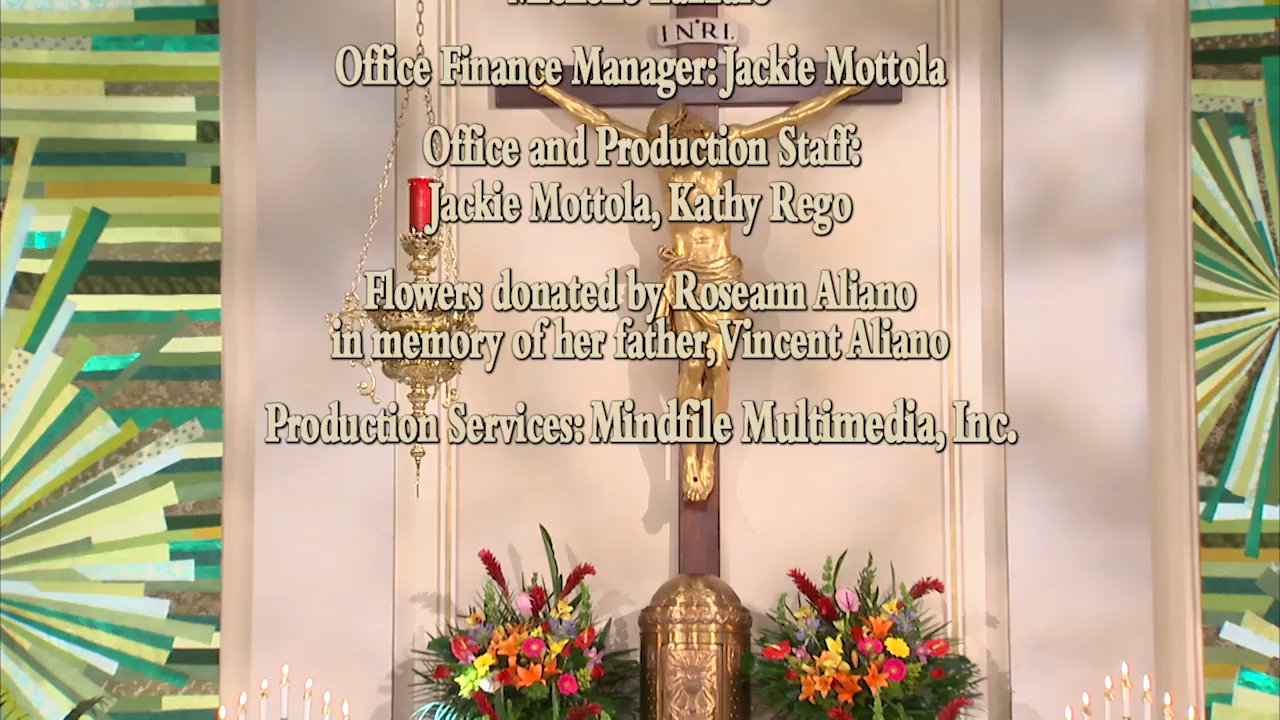 I.N.R.I.
Office Finance Manager: Jackie Mottola
Office and Production Staff:
Jackie Mottola, Kathy Rego
Flowers donated by Roseann Aliano
in memory of her father, Vincent Aliano
Production Services: Mindfile Multimedia, Inc.